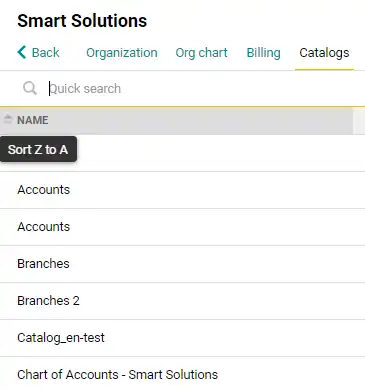 Smart Solutions
Back Organization Org chart Billing Catalogs
Quick search
NAME
Sort Z to A
Accounts
Accounts
Branches
Branches 2
Catalog_en-test
Chart of Accounts - Smart Solutions